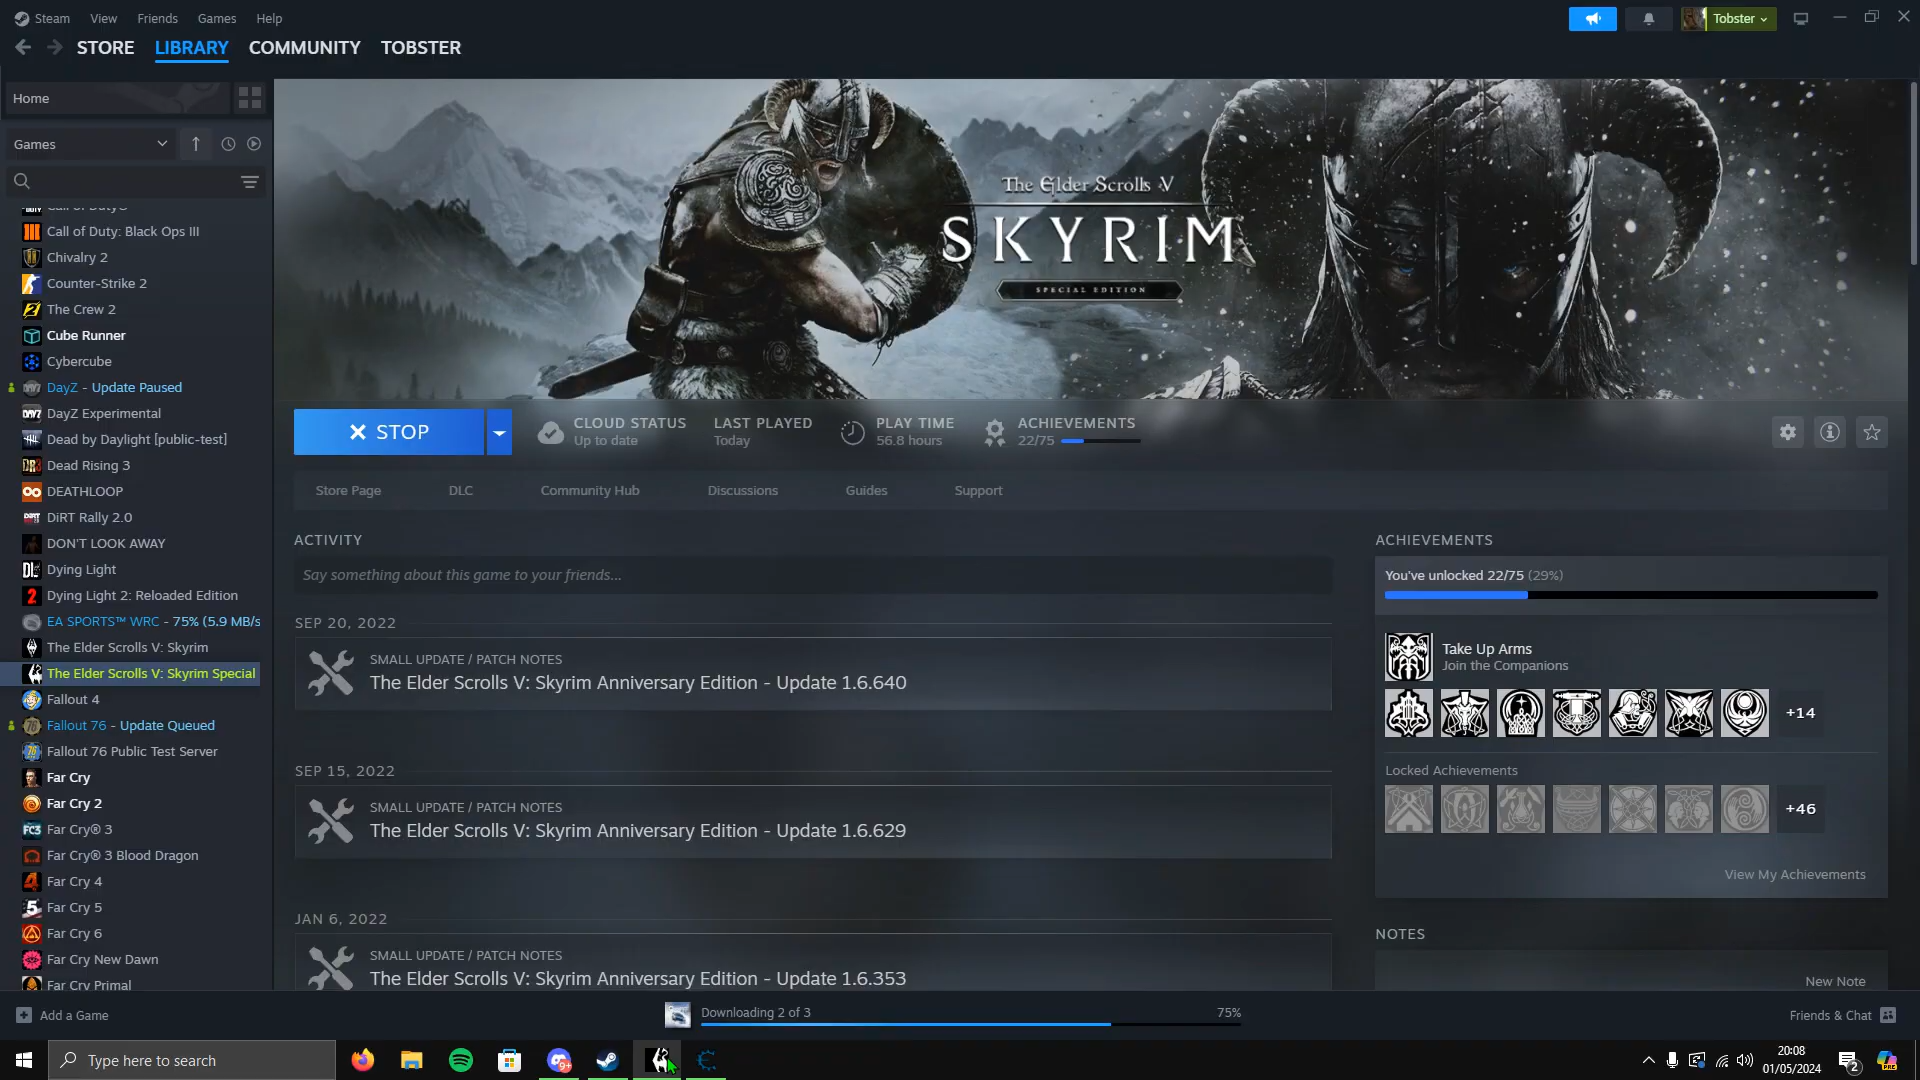 Steam View Friends Games Help
Tobster
STORE LIBRARY COMMUNITY TOBSTER
Home
Games
Call of Duty: Black Ops III
Chivalry 2
Counter-Strike 2
The Crew 2
Cube Runner
Cybercube
DayZ - Update Paused
DayZ Experimental
Dead by Daylight [public-test]
Dead Rising 3
DEATHLOOP
DiRT Rally 2.0
DON'T LOOK AWAY
Dying Light
Dying Light 2: Reloaded Edition
EA SPORTS™ WRC - 75% (5.9 MB/s
The Elder Scrolls V: Skyrim
The Elder Scrolls V: Skyrim Special
Fallout 4
Fallout 76 - Update Queued
Fallout 76 Public Test Server
Far Cry
Far Cry 2
Far Cry® 3
Far Cry® 3 Blood Dragon
Far Cry 4
Far Cry 5
Far Cry 6
Far Cry New Dawn
Far Cry Primal
The Elder Scrolls V
SKYRIM
SPECIAL EDITION
STOP
CLOUD STATUS
Up to date
LAST PLAYED
Today
PLAY TIME
56.8 hours
ACHIEVEMENTS
22/75
Store Page DLC Community Hub Discussions Guides Support
ACTIVITY
Say something about this game to your friends...
SEP 20, 2022
SMALL UPDATE / PATCH NOTES
The Elder Scrolls V: Skyrim Anniversary Edition - Update 1.6.640
SEP 15, 2022
SMALL UPDATE / PATCH NOTES
The Elder Scrolls V: Skyrim Anniversary Edition - Update 1.6.629
JAN 6, 2022
SMALL UPDATE / PATCH NOTES
The Elder Scrolls V: Skyrim Anniversary Edition - Update 1.6.353
ACHIEVEMENTS
You've unlocked 22/75 (29%)
Take Up Arms
Join the Companions
+14
Locked Achievements
+46
View My Achievements
NOTES
New Note
Add a Game
Downloading 2 of 3 75%
Friends & Chat
Type here to search
9+
20:08
01/05/2024
2
PRE